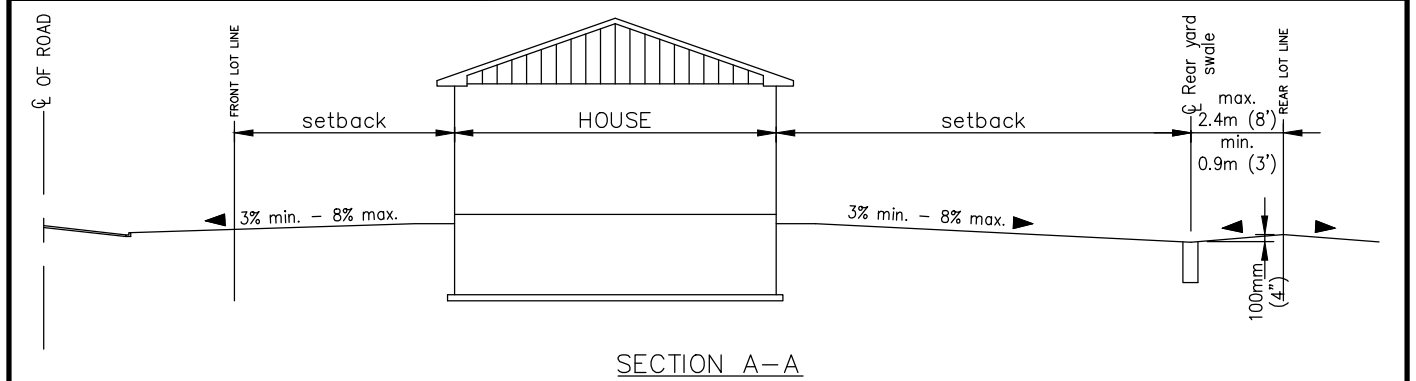 ℄ OF ROAD
FRONT LOT LINE
setback
HOUSE
setback
℄ Rear yard
swale
max.
2.4m (8')
min.
0.9m (3')
REAR LOT LINE
3% min. - 8% max.
3% min. - 8% max.
100mm
(4")
SECTION A-A